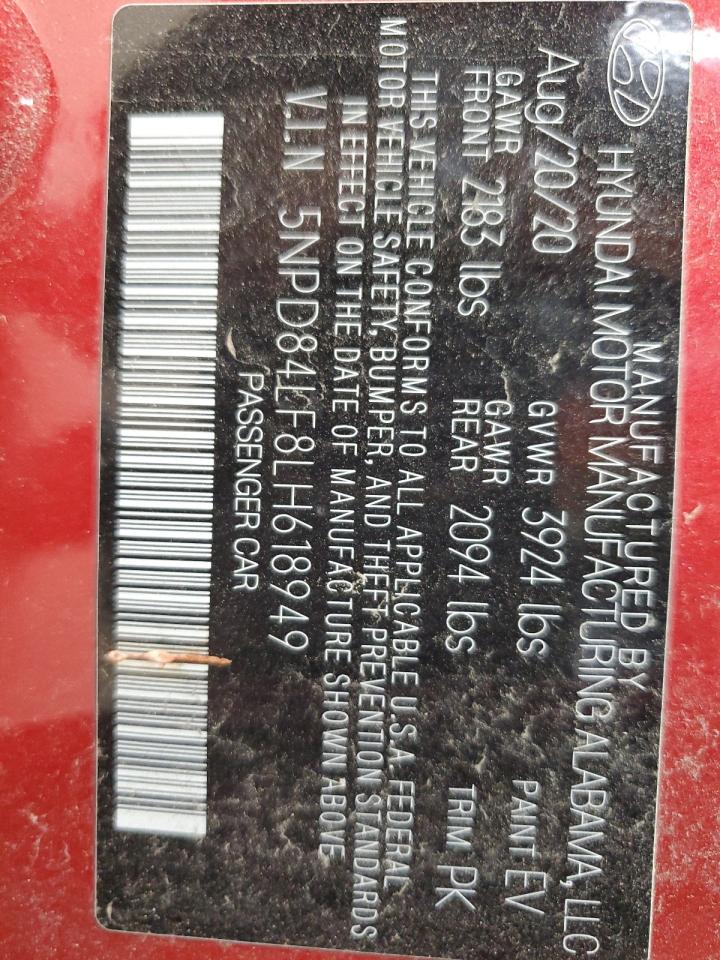 MANUFACTURED BY
HYUNDAI MOTOR MANUFACTURING ALABAMA, LLC
Aug/20/20 GVWR 3924 lbs PAINT EV
GAWR FRONT 2183 lbs GAWR REAR 2094 lbs TRIM PK
THIS VEHICLE CONFORMS TO ALL APPLICABLE U.S.A. FEDERAL
MOTOR VEHICLE SAFETY, BUMPER, AND THEFT PREVENTION STANDARDS
IN EFFECT ON THE DATE OF MANUFACTURE SHOWN ABOVE
V.I.N 5NPD84LF8LH618949
PASSENGER CAR